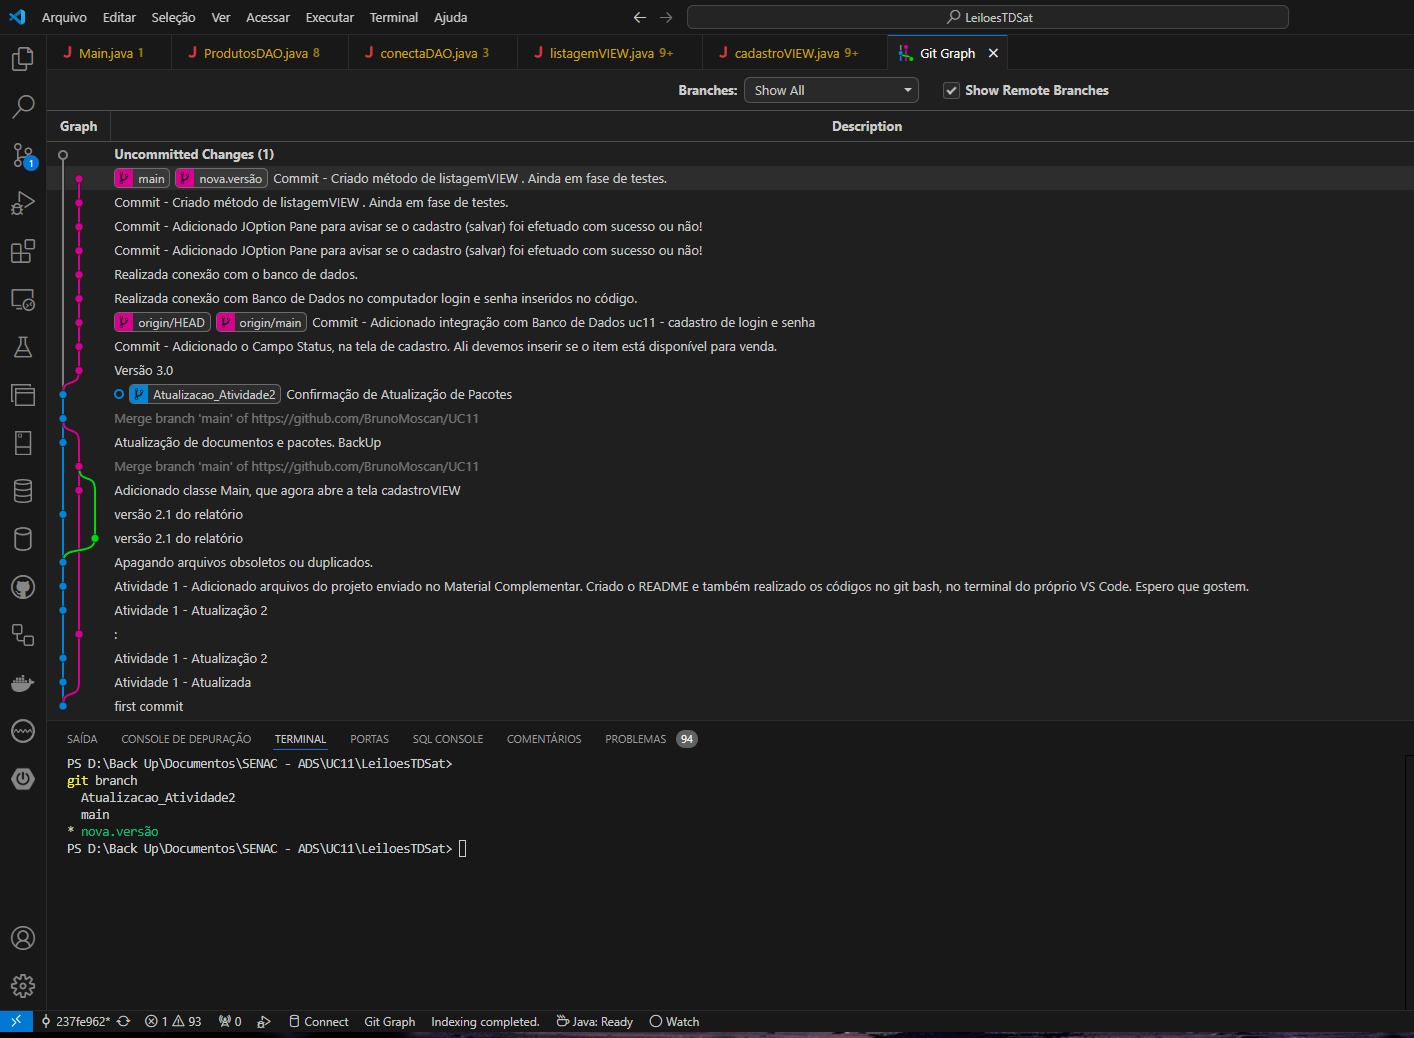 Arquivo Editar Seleção Ver Acessar Executar Terminal Ajuda LeiloesTDSat
Main.java 1 ProdutosDAO.java 8 conectaDAO.java 3 listagemVIEW.java 9+ cadastroVIEW.java 9+ Git Graph
Branches: Show All Show Remote Branches
Graph Description
Uncommitted Changes (1)
main nova.versão Commit - Criado método de listagemVIEW . Ainda em fase de testes.
Commit - Criado método de listagemVIEW . Ainda em fase de testes.
Commit - Adicionado JOption Pane para avisar se o cadastro (salvar) foi efetuado com sucesso ou não!
Commit - Adicionado JOption Pane para avisar se o cadastro (salvar) foi efetuado com sucesso ou não!
Realizada conexão com o banco de dados.
Realizada conexão com Banco de Dados no computador login e senha inseridos no código.
origin/HEAD origin/main Commit - Adicionado integração com Banco de Dados uc11 - cadastro de login e senha
Commit - Adicionado o Campo Status, na tela de cadastro. Ali devemos inserir se o item está disponível para venda.
Versão 3.0
Atualizacao_Atividade2 Confirmação de Atualização de Pacotes
Merge branch 'main' of https://github.com/BrunoMoscan/UC11
Atualização de documentos e pacotes. BackUp
Merge branch 'main' of https://github.com/BrunoMoscan/UC11
Adicionado classe Main, que agora abre a tela cadastroVIEW
versão 2.1 do relatório
versão 2.1 do relatório
Apagando arquivos obsoletos ou duplicados.
Atividade 1 - Adicionado arquivos do projeto enviado no Material Complementar. Criado o README e também realizado os códigos no git bash, no terminal do próprio VS Code. Espero que gostem.
Atividade 1 - Atualização 2
:
Atividade 1 - Atualização 2
Atividade 1 - Atualizada
first commit
1
SAÍDA CONSOLE DE DEPURAÇÃO TERMINAL PORTAS SQL CONSOLE COMENTÁRIOS PROBLEMAS 94
PS D:\Back Up\Documentos\SENAC - ADS\UC11\LeiloesTDSat>
git branch
Atualizacao_Atividade2
main
* nova.versão
PS D:\Back Up\Documentos\SENAC - ADS\UC11\LeiloesTDSat>
237fe962* 1 93 0 Connect Git Graph Indexing completed. Java: Ready Watch